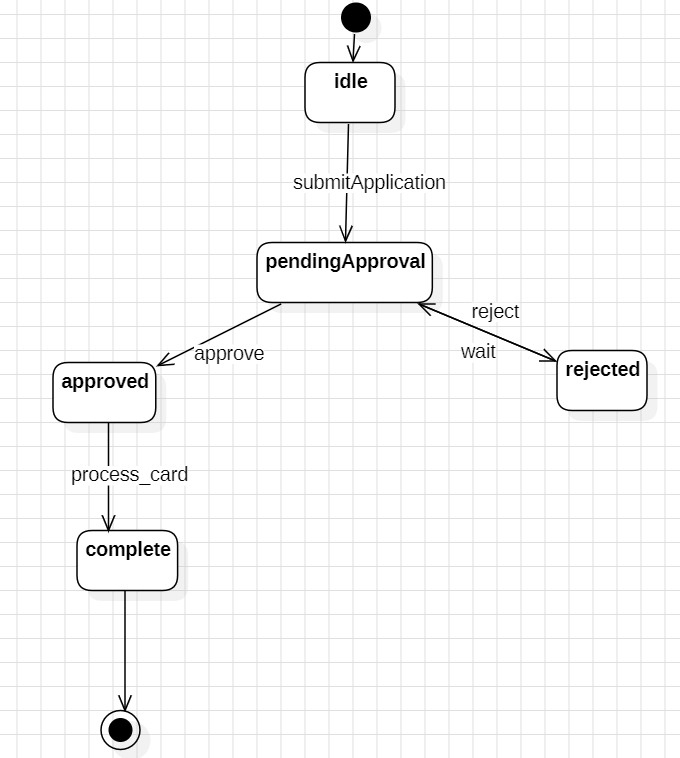 idle
submitApplication
pendingApproval
reject
approve
wait
rejected
approved
process_card
complete